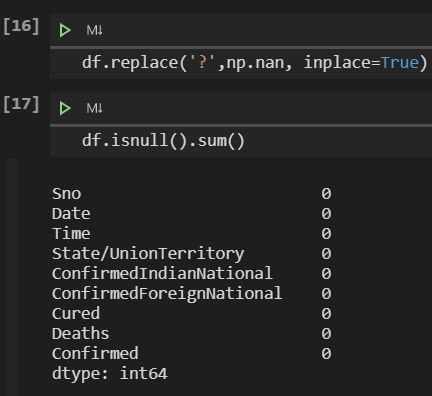 [16]
M↓
df.replace('?',np.nan, inplace=True)
[17]
M↓
df.isnull().sum()
Sno 0
Date 0
Time 0
State/UnionTerritory 0
ConfirmedIndianNational 0
ConfirmedForeignNational 0
Cured 0
Deaths 0
Confirmed 0
dtype: int64